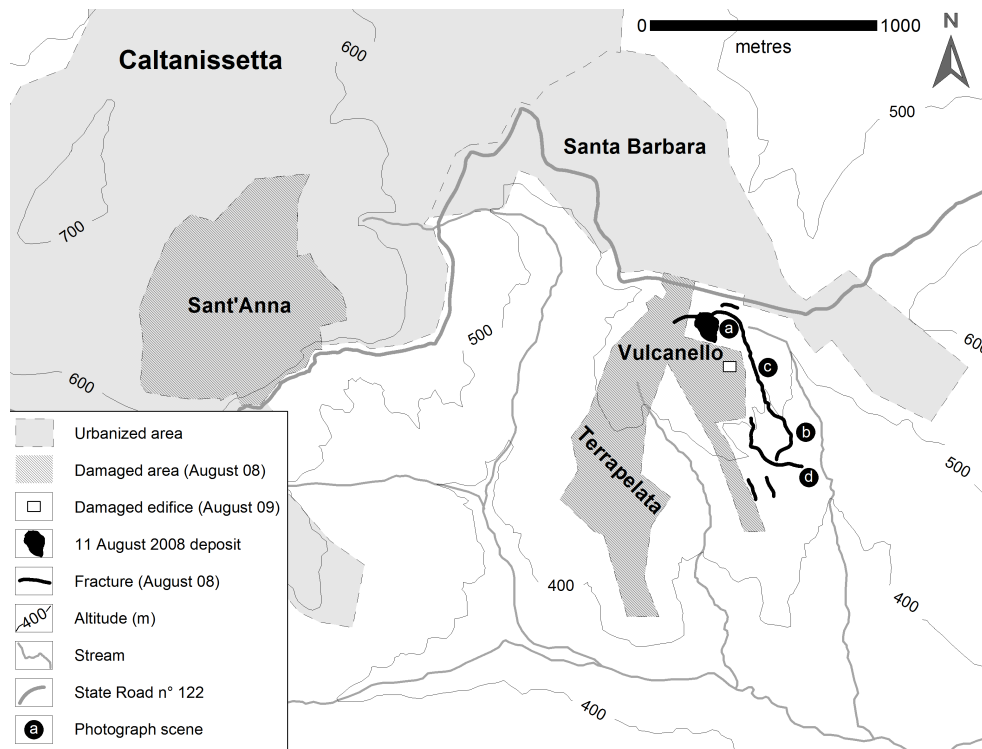 0 1000
metres
N
Caltanissetta
600
500
Santa Barbara
700
Sant'Anna
500
600
a
Vulcanello
c
600
b
500
d
Terrapelata
400
400
400
Urbanized area
Damaged area (August 08)
Damaged edifice (August 09)
11 August 2008 deposit
Fracture (August 08)
400 Altitude (m)
Stream
State Road n° 122
a Photograph scene